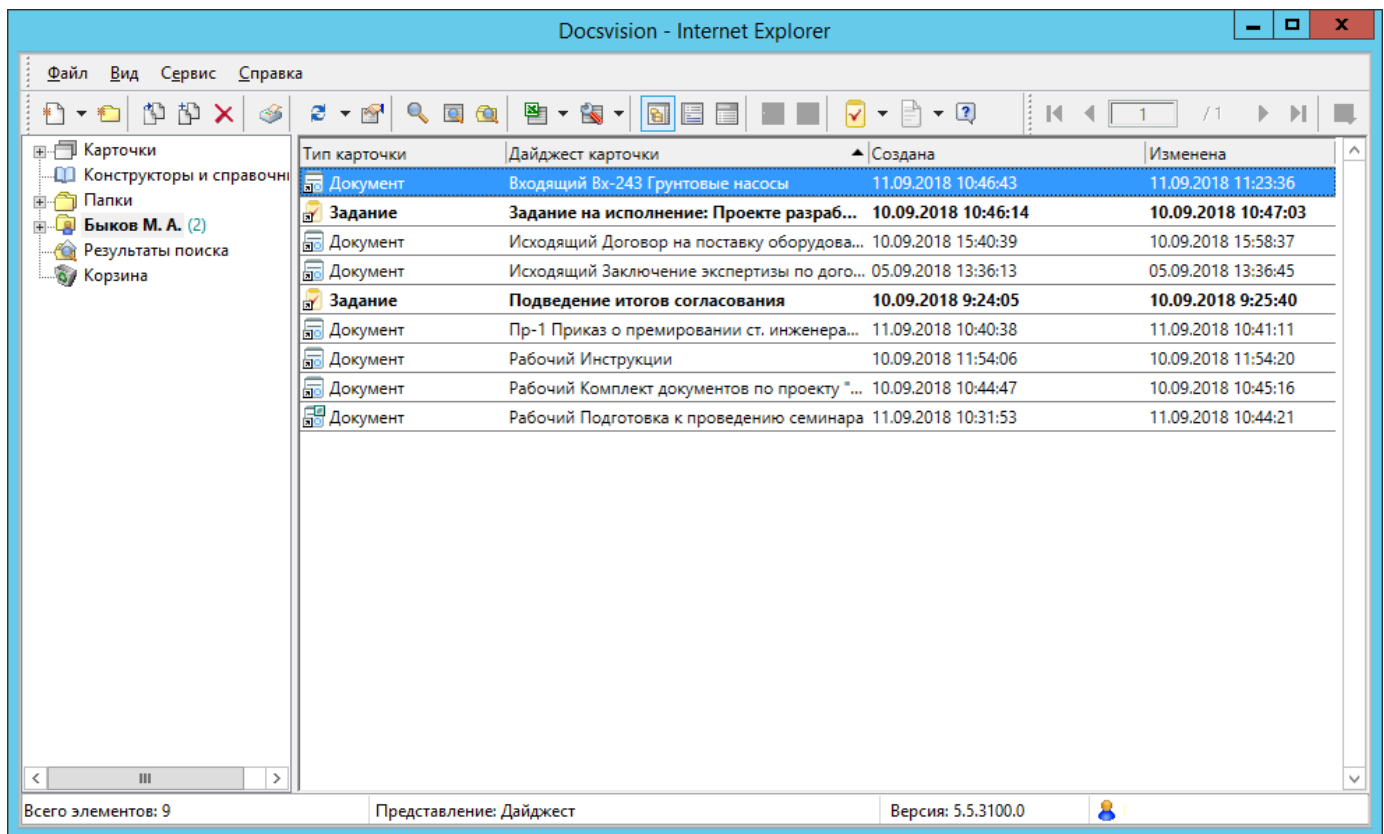 Docsvision - Internet Explorer
Файл Вид Сервис Справка
1 / 1
Карточки
Конструкторы и справочни
Папки
Быков М. А. (2)
Результаты поиска
Корзина
Тип карточки Дайджест карточки Создана Изменена
Документ Входящий Вх-243 Грунтовые насосы 11.09.2018 10:46:43 11.09.2018 11:23:36
Задание Задание на исполнение: Проекте разраб... 10.09.2018 10:46:14 10.09.2018 10:47:03
Документ Исходящий Договор на поставку оборудова... 10.09.2018 15:40:39 10.09.2018 15:58:37
Документ Исходящий Заключение экспертизы по дого... 05.09.2018 13:36:13 05.09.2018 13:36:45
Задание Подведение итогов согласования 10.09.2018 9:24:05 10.09.2018 9:25:40
Документ Пр-1 Приказ о премировании ст. инженера... 11.09.2018 10:40:38 11.09.2018 10:41:11
Документ Рабочий Инструкции 10.09.2018 11:54:06 10.09.2018 11:54:20
Документ Рабочий Комплект документов по проекту "... 10.09.2018 10:44:47 10.09.2018 10:45:16
Документ Рабочий Подготовка к проведению семинара 11.09.2018 10:31:53 11.09.2018 10:44:21
Всего элементов: 9 Представление: Дайджест Версия: 5.5.3100.0